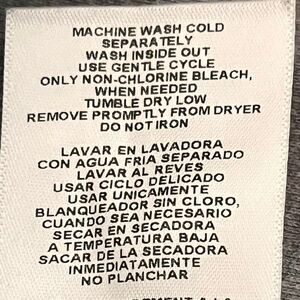 MACHINE WASH COLD
SEPARATELY
WASH INSIDE OUT
USE GENTLE CYCLE
ONLY NON-CHLORINE BLEACH,
WHEN NEEDED
TUMBLE DRY LOW
REMOVE PROMPTLY FROM DRYER
DO NOT IRON
LAVAR EN LAVADORA
CON AGUA FRIA SEPARADO
LAVAR AL REVES
USAR CICLO DELICADO
USAR UNICAMENTE
BLANQUEADOR SIN CLORO,
CUANDO SEA NECESARIO
SECAR EN SECADORA
A TEMPERATURA BAJA
SACAR DE LA SECADORA
INMEDIATAMENTE
NO PLANCHAR